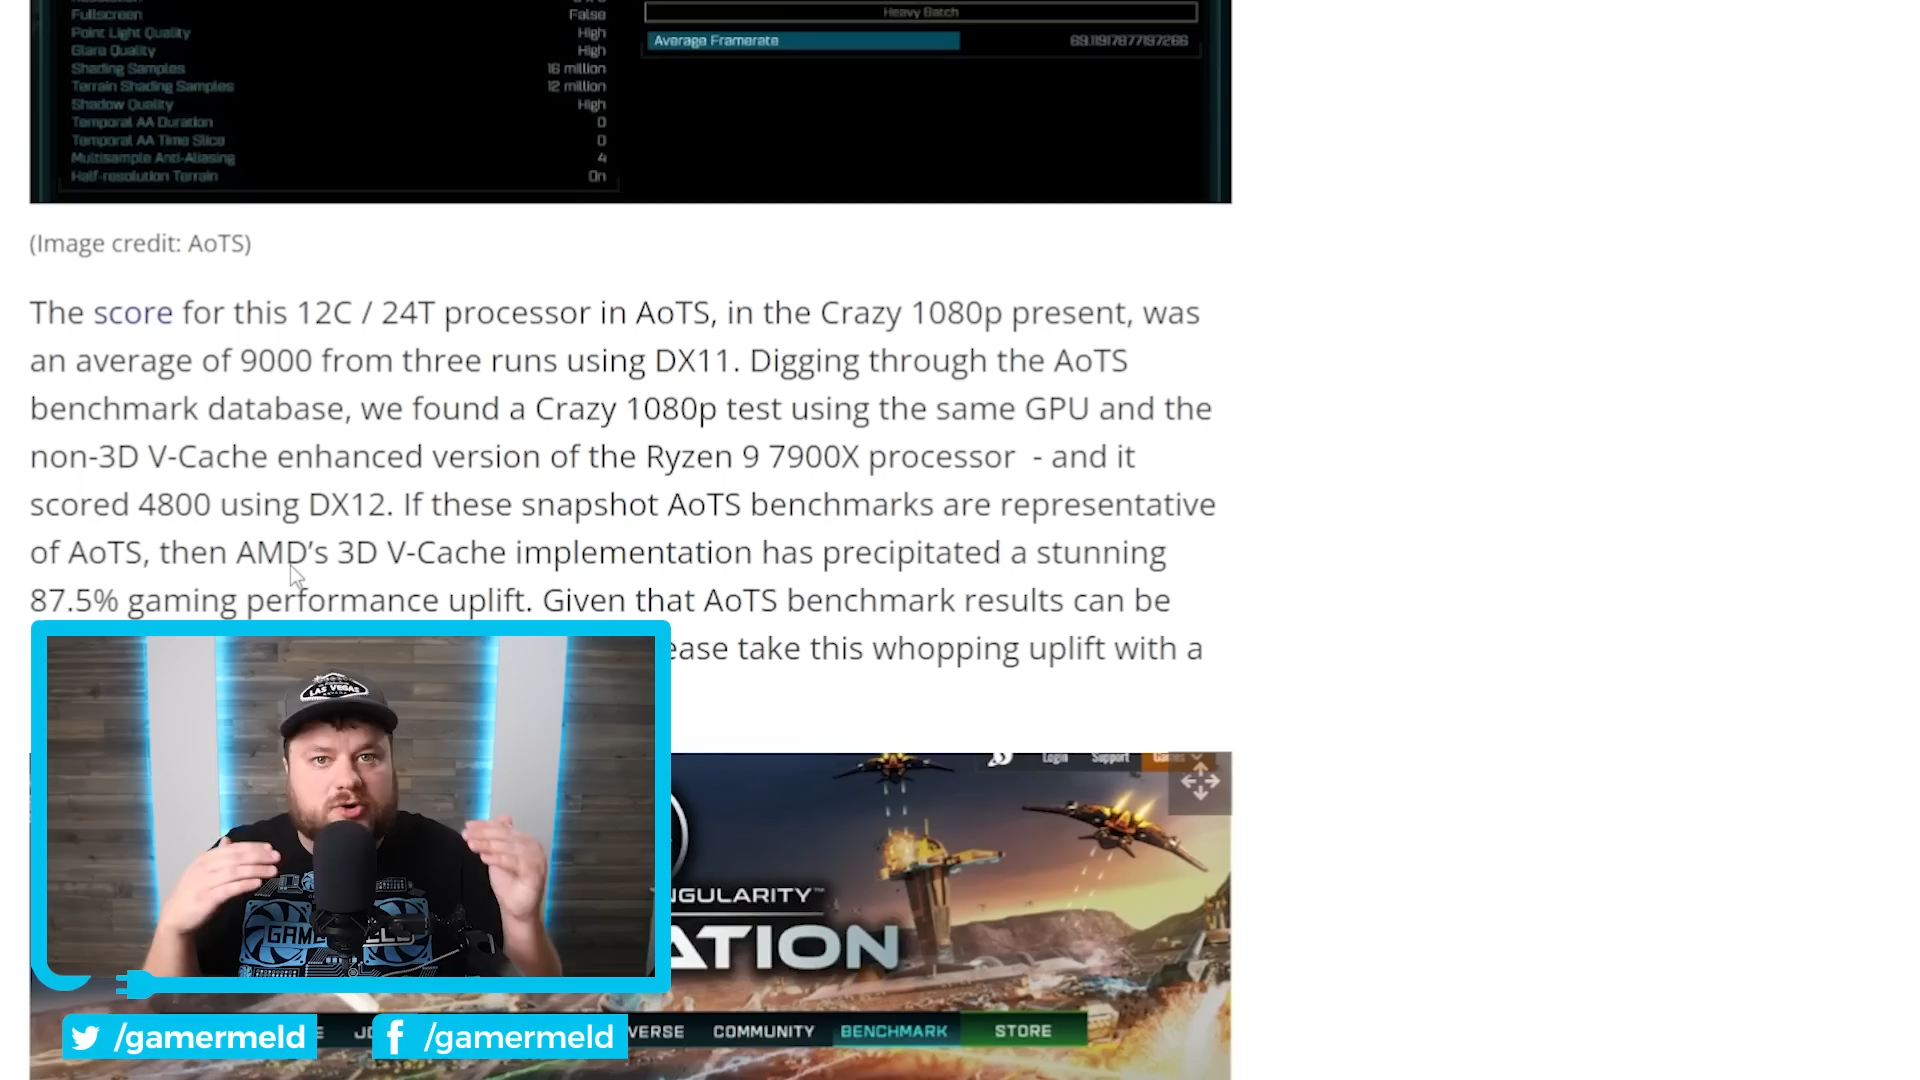 Fullscreen False
Point Light Quality High
Glare Quality High
Shading Samples 16 million
Terrain Shading Samples 12 million
Shadow Quality High
Temporal AA Duration 0
Temporal AA Time Slice 0
Multisample Anti-Aliasing 4
Half-resolution Terrain On
Heavy Batch
Average Framerate
(Image credit: AoTS)
The score for this 12C / 24T processor in AoTS, in the Crazy 1080p present, was
an average of 9000 from three runs using DX11. Digging through the AoTS
benchmark database, we found a Crazy 1080p test using the same GPU and the
non-3D V-Cache enhanced version of the Ryzen 9 7900X processor - and it
scored 4800 using DX12. If these snapshot AoTS benchmarks are representative
of AoTS, then AMD's 3D V-Cache implementation has precipitated a stunning
87.5% gaming performance uplift. Given that AoTS benchmark results can be
ease take this whopping uplift with a
LAS VEGAS
Login Support
NGULARITY™
ATION
VERSE COMMUNITY BENCHMARK STORE
/gamermeld /gamermeld